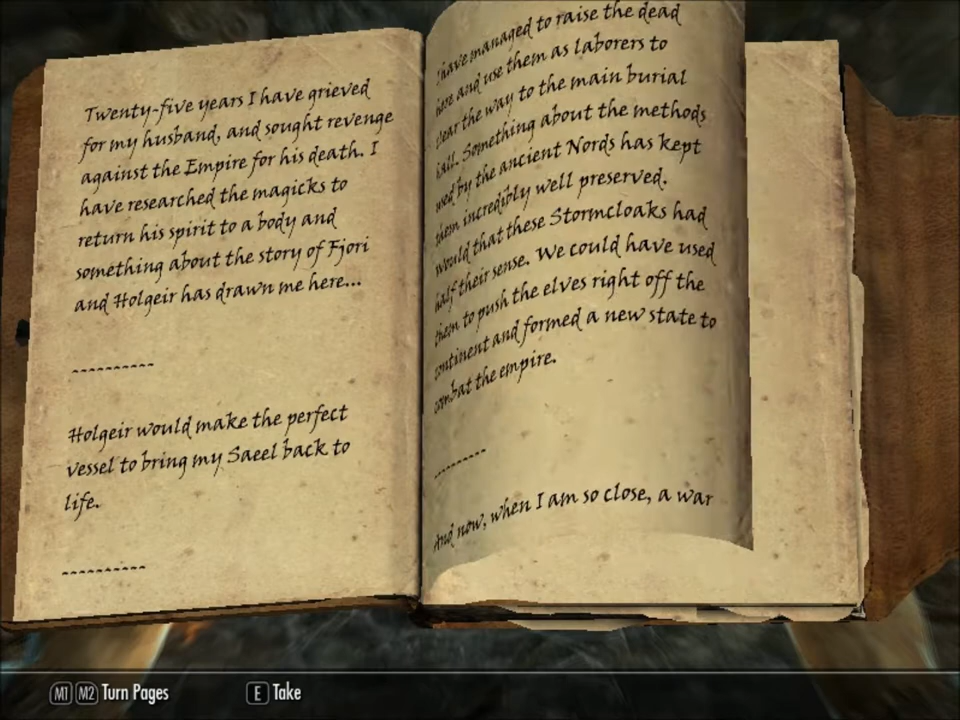 Twenty-five years I have grieved
for my husband, and sought revenge
against the Empire for his death. I
have researched the magicks to
return his spirit to a body and
something about the story of Fjori
and Holgeir has drawn me here...
~~~~~~~~~~
Holgeir would make the perfect
vessel to bring my Saeel back to
life.
~~~~~~~~~~
I have managed to raise the dead
here and use them as laborers to
clear the way to the main burial
hall. Something about the methods
used by the ancient Nords has kept
them incredibly well preserved.
Would that these Stormcloaks had
half their sense. We could have used
them to push the elves right off the
continent and formed a new state to
combat the empire.
~~~~~~~~~~
And now, when I am so close, a war
M1 M2 Turn Pages
E Take